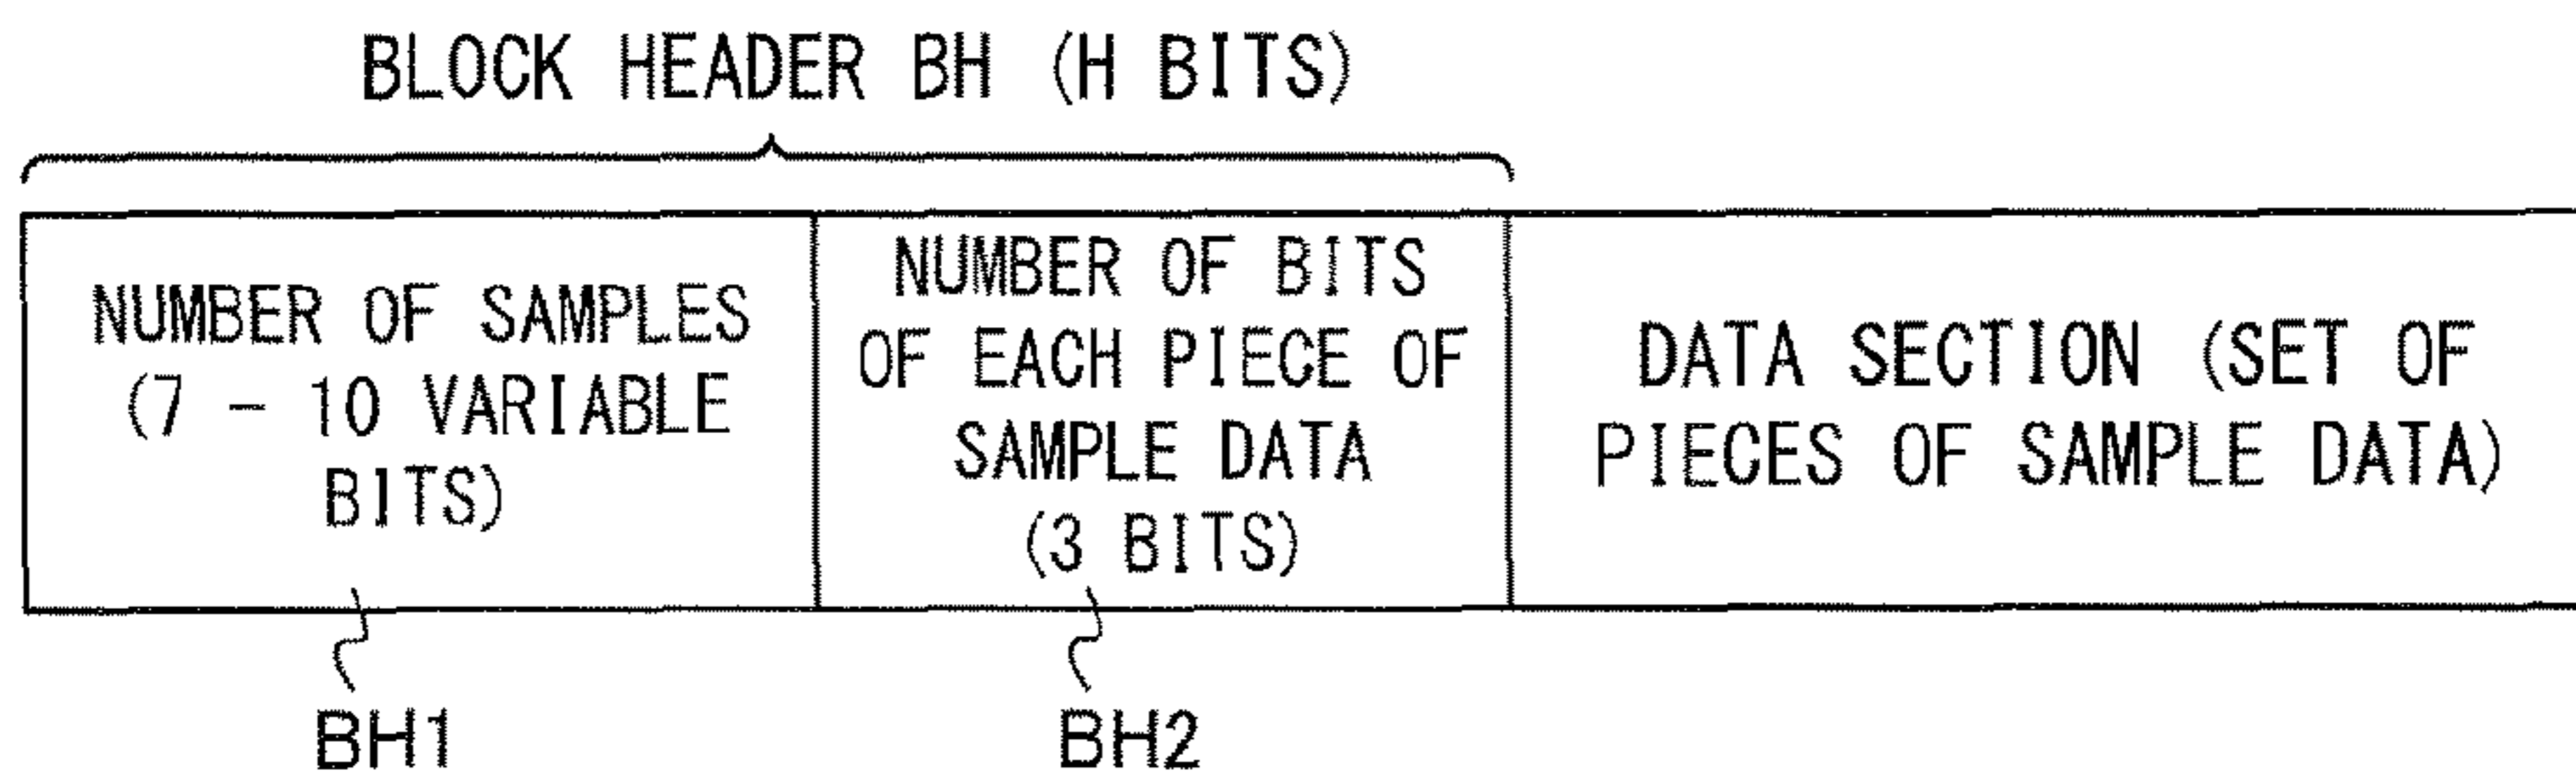 BLOCK HEADER BH (H BITS)
NUMBER OF SAMPLES
(7 - 10 VARIABLE
BITS)
NUMBER OF BITS
OF EACH PIECE OF
SAMPLE DATA
(3 BITS)
DATA SECTION (SET OF
PIECES OF SAMPLE DATA)
BH1
BH2